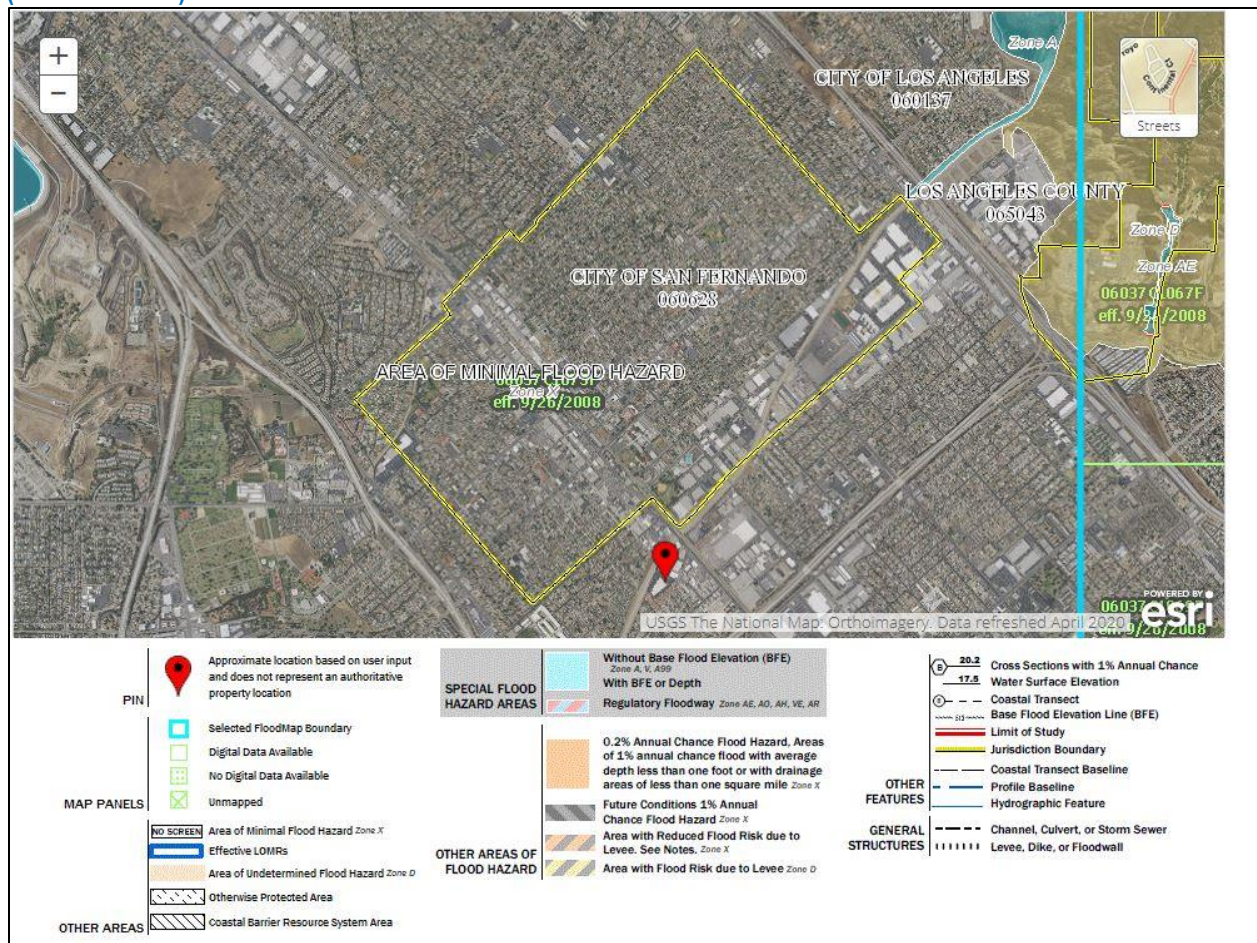 +
−
Zone A
CITY OF LOS ANGELES
060137
Streets
LOS ANGELES COUNTY
065043
Zone D
Zone AE
CITY OF SAN FERNANDO
060628
eff. 9/26/2008
AREA OF MINIMAL FLOOD HAZARD
Zone X
eff. 9/26/2008
POWERED BY
esri
USGS The National Map: Orthoimagery. Data refreshed April 2020
PIN
Approximate location based on user input
and does not represent an authoritative
property location
MAP PANELS
Selected FloodMap Boundary
Digital Data Available
No Digital Data Available
Unmapped
OTHER AREAS
NO SCREEN Area of Minimal Flood Hazard Zone X
Effective LOMRs
Area of Undetermined Flood Hazard Zone D
Otherwise Protected Area
Coastal Barrier Resource System Area
SPECIAL FLOOD
HAZARD AREAS
Without Base Flood Elevation (BFE)
Zone A, V, A99
With BFE or Depth
Regulatory Floodway Zone AE, AO, AH, VE, AR
OTHER AREAS OF
FLOOD HAZARD
0.2% Annual Chance Flood Hazard, Areas
of 1% annual chance flood with average
depth less than one foot or with drainage
areas of less than one square mile Zone X
Future Conditions 1% Annual
Chance Flood Hazard Zone X
Area with Reduced Flood Risk due to
Levee. See Notes. Zone X
Area with Flood Risk due to Levee Zone D
OTHER
FEATURES
B 20.2 Cross Sections with 1% Annual Chance
17.5 Water Surface Elevation
8 Coastal Transect
513 Base Flood Elevation Line (BFE)
Limit of Study
Jurisdiction Boundary
Coastal Transect Baseline
Profile Baseline
Hydrographic Feature
GENERAL
STRUCTURES
Channel, Culvert, or Storm Sewer
Levee, Dike, or Floodwall